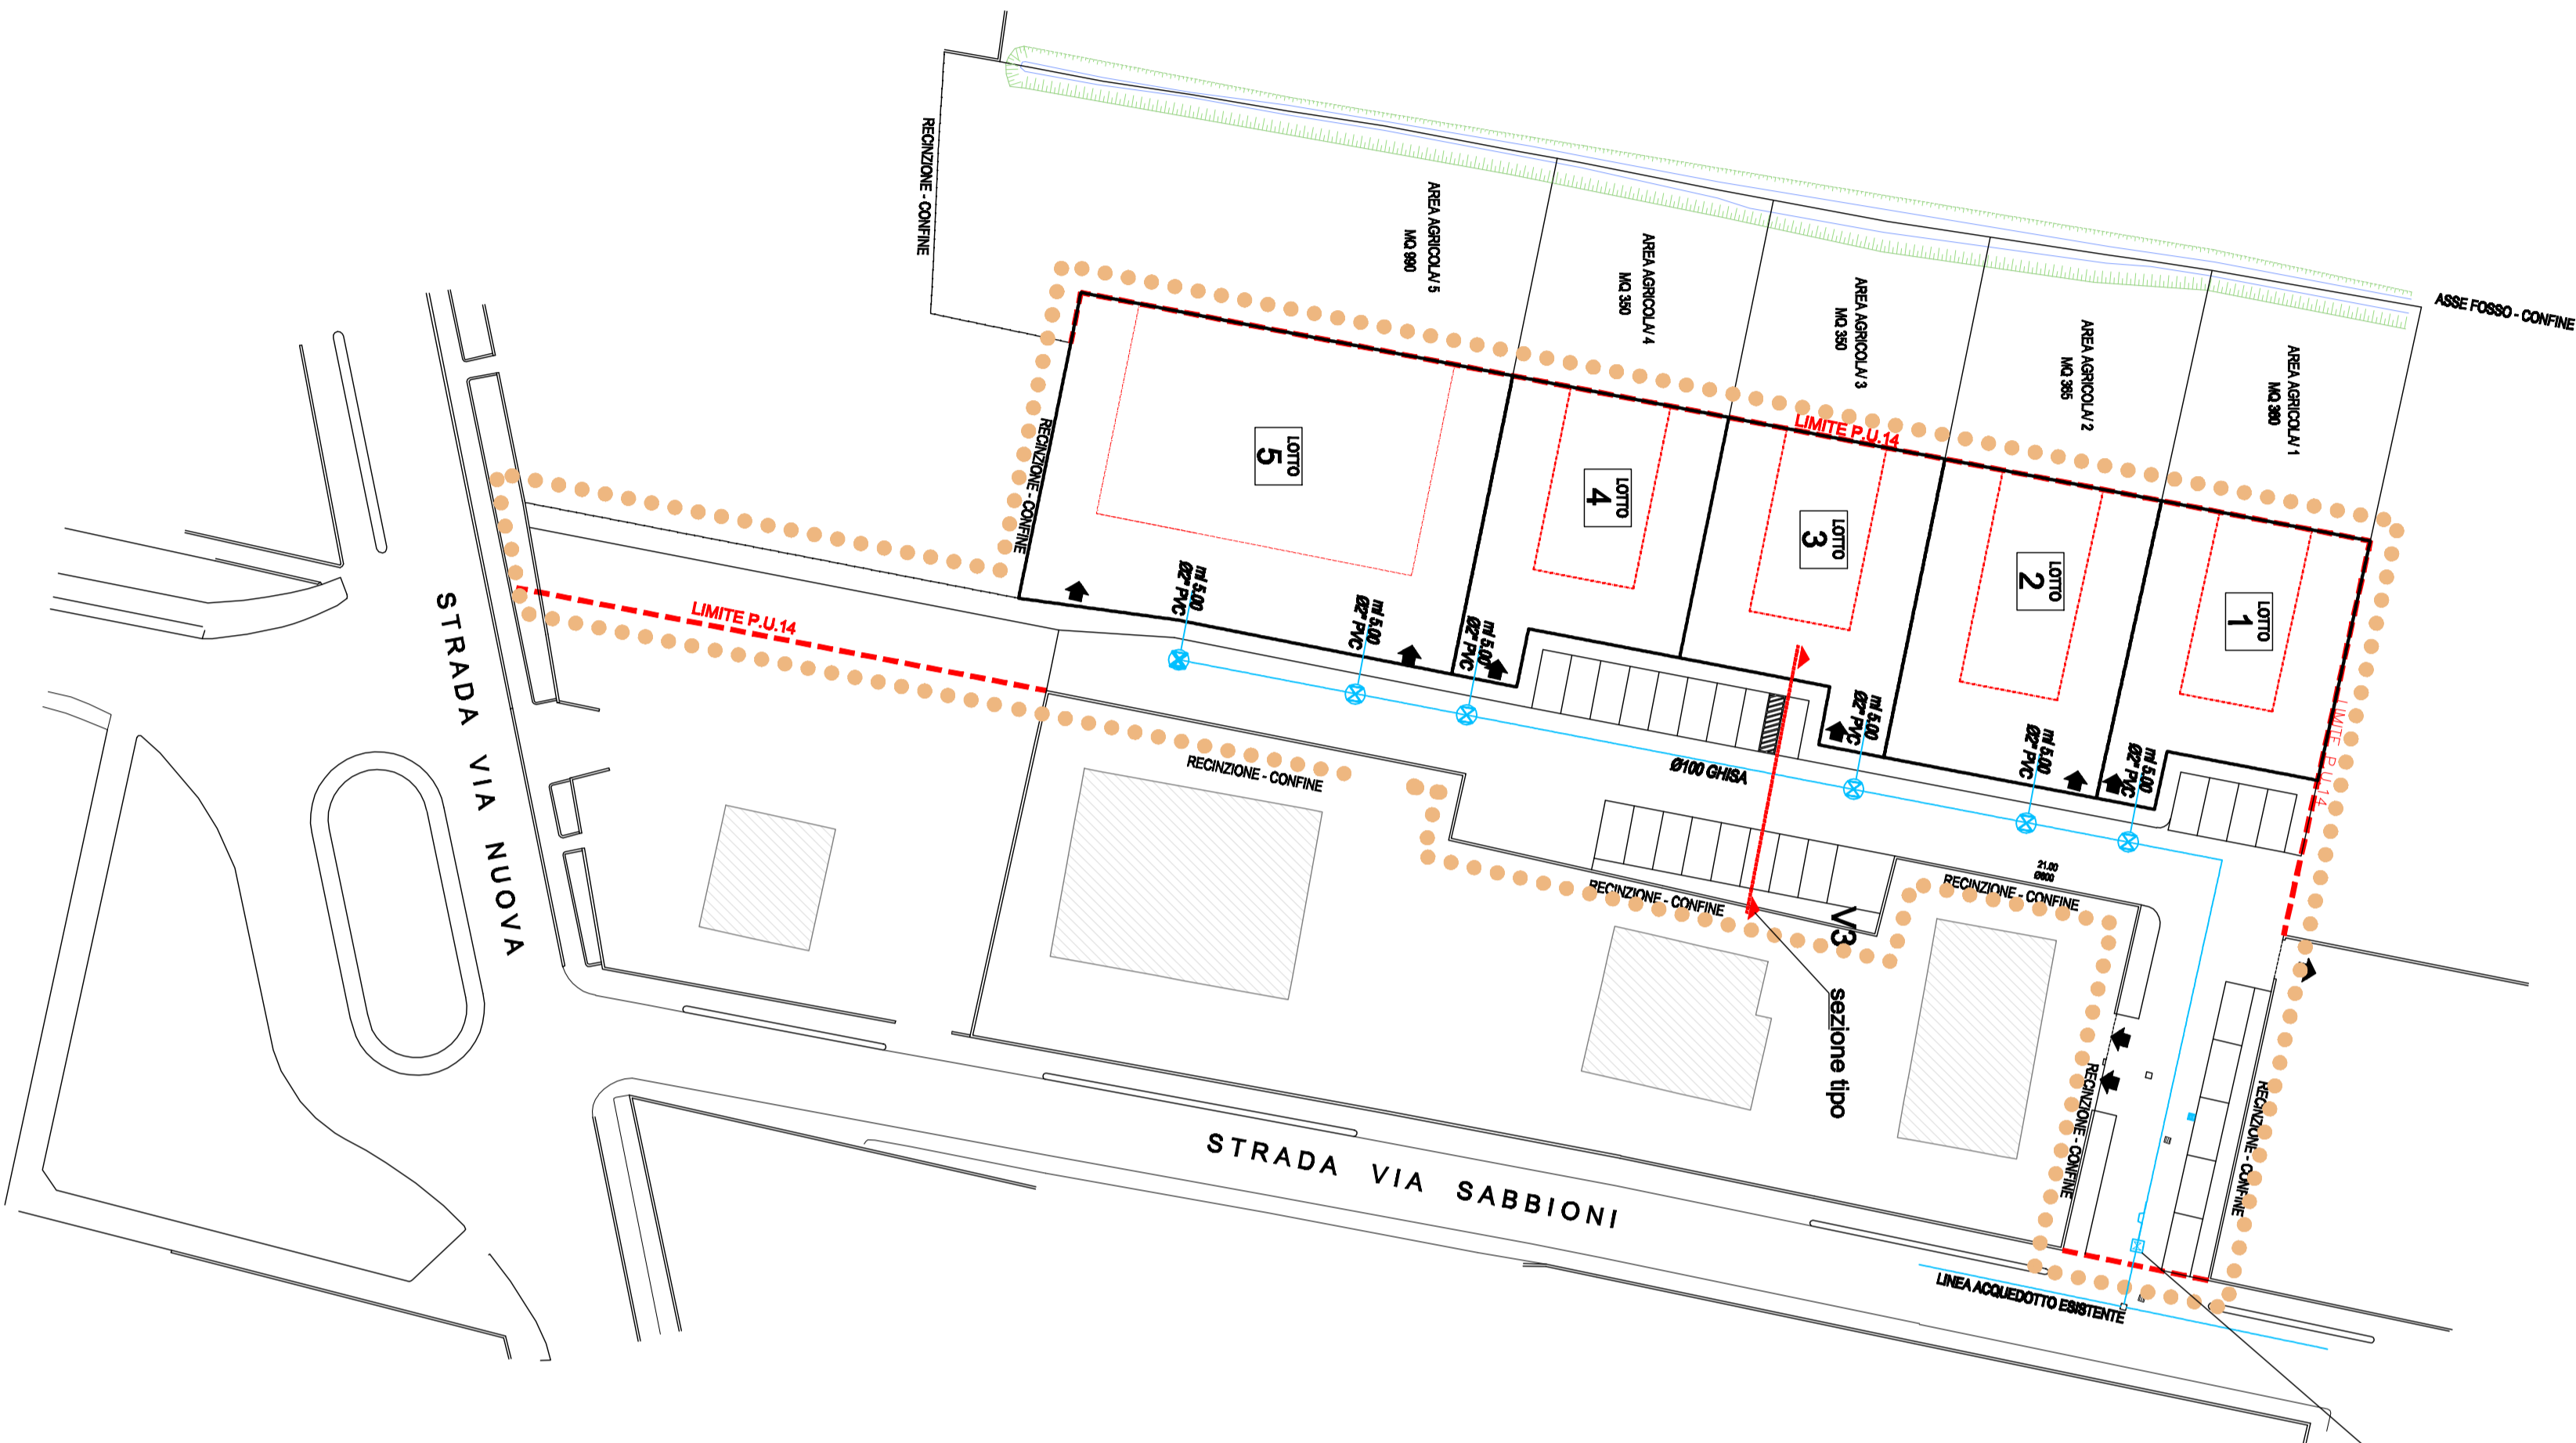 ASSE FOSSO - CONFINE
RECINZIONE - CONFINE
AREA AGRICOLA/ 5
MQ 990
AREA AGRICOLA/ 4
MQ 350
AREA AGRICOLA/ 3
MQ 350
AREA AGRICOLA/ 2
MQ 365
AREA AGRICOLA/ 1
MQ 360
LIMITE P.U.14
LOTTO
5
LOTTO
4
LOTTO
3
LOTTO
2
LOTTO
1
RECINZIONE - CONFINE
LIMITE P.U.14
LIMITE P.U.14
ml 5.00
Ø2" PVC
ml 5.00
Ø2" PVC
ml 5.00
Ø2" PVC
ml 5.00
Ø2" PVC
ml 5.00
Ø2" PVC
ml 5.00
Ø2" PVC
Ø100 GHISA
RECINZIONE - CONFINE
RECINZIONE - CONFINE
RECINZIONE - CONFINE
21.00
Ø800
V3
sezione tipo
RECINZIONE - CONFINE
RECINZIONE - CONFINE
STRADA VIA NUOVA
STRADA VIA SABBIONI
LINEA ACQUEDOTTO ESISTENTE